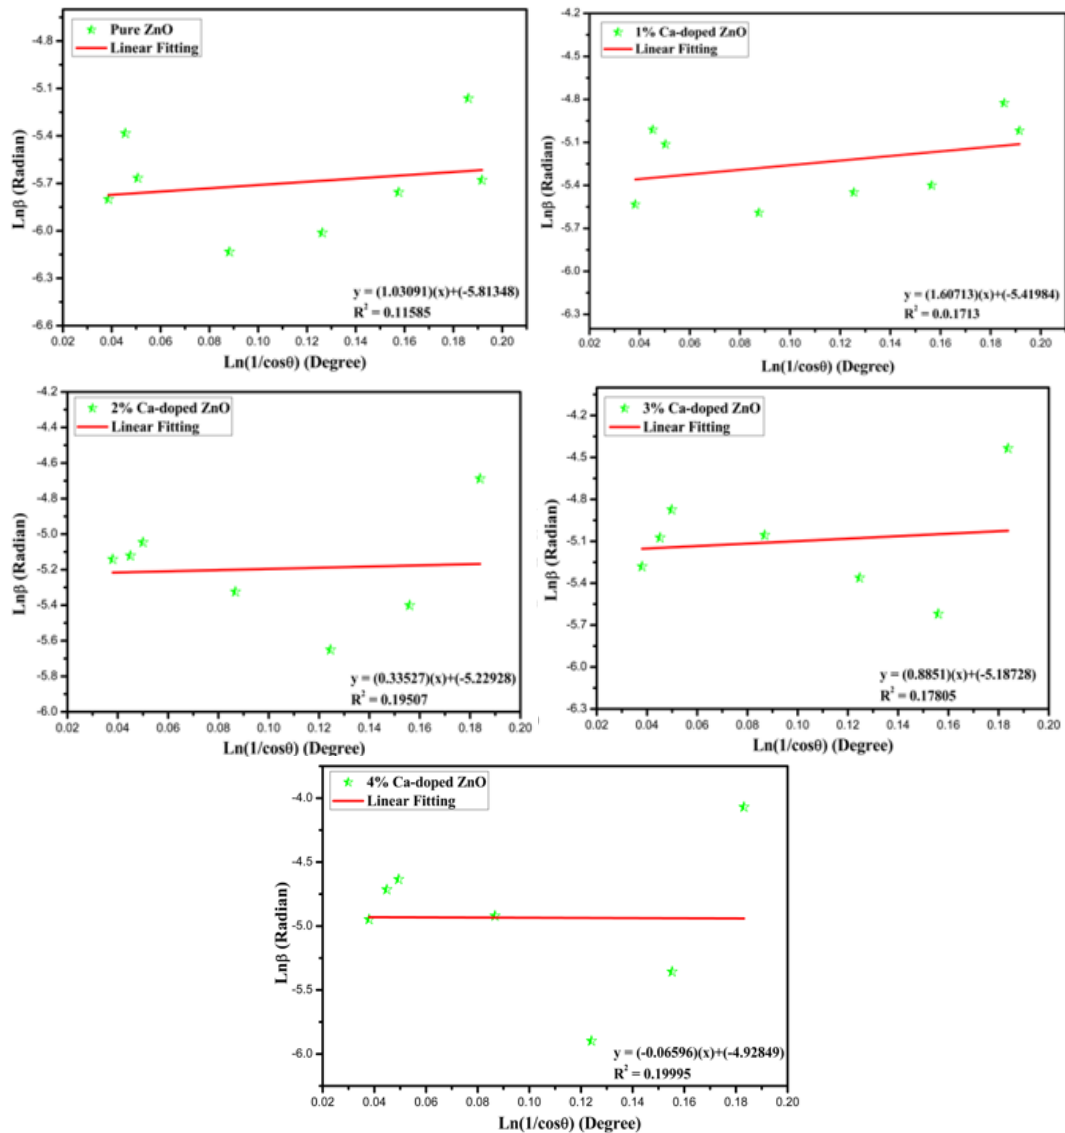 Pure ZnO
Linear Fitting
-4.8
-5.1
-5.4
-5.7
-6.0
-6.3
-6.6
Lnβ (Radian)
y = (1.03091)(x)+(-5.81348)
R² = 0.11585
0.02 0.04 0.06 0.08 0.10 0.12 0.14 0.16 0.18 0.20
Ln(1/cosθ) (Degree)
1% Ca-doped ZnO
Linear Fitting
-4.2
-4.5
-4.8
-5.1
-5.4
-5.7
-6.0
-6.3
Lnβ (Radian)
y = (1.60713)(x)+(-5.41984)
R² = 0.0.1713
0.02 0.04 0.06 0.08 0.10 0.12 0.14 0.16 0.18 0.20
Ln(1/cosθ) (Degree)
2% Ca-doped ZnO
Linear Fitting
-4.2
-4.4
-4.6
-4.8
-5.0
-5.2
-5.4
-5.6
-5.8
-6.0
Lnβ (Radian)
y = (0.33527)(x)+(-5.22928)
R² = 0.19507
0.02 0.04 0.06 0.08 0.10 0.12 0.14 0.16 0.18 0.20
Ln(1/cosθ) (Degree)
3% Ca-doped ZnO
Linear Fitting
-4.2
-4.5
-4.8
-5.1
-5.4
-5.7
-6.0
-6.3
Lnβ (Radian)
y = (0.8851)(x)+(-5.18728)
R² = 0.17805
0.02 0.04 0.06 0.08 0.10 0.12 0.14 0.16 0.18 0.20
Ln(1/cosθ) (Degree)
4% Ca-doped ZnO
Linear Fitting
-4.0
-4.5
-5.0
-5.5
-6.0
Lnβ (Radian)
y = (-0.06596)(x)+(-4.92849)
R² = 0.19995
0.02 0.04 0.06 0.08 0.10 0.12 0.14 0.16 0.18 0.20
Ln(1/cosθ) (Degree)